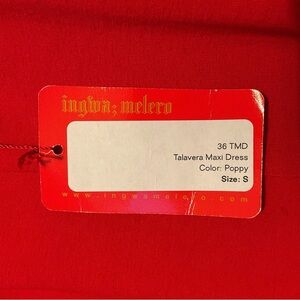 ingwa; melero
36 TMD
Talavera Maxi Dress
Color: Poppy
Size: S
www.ingwamelero.com